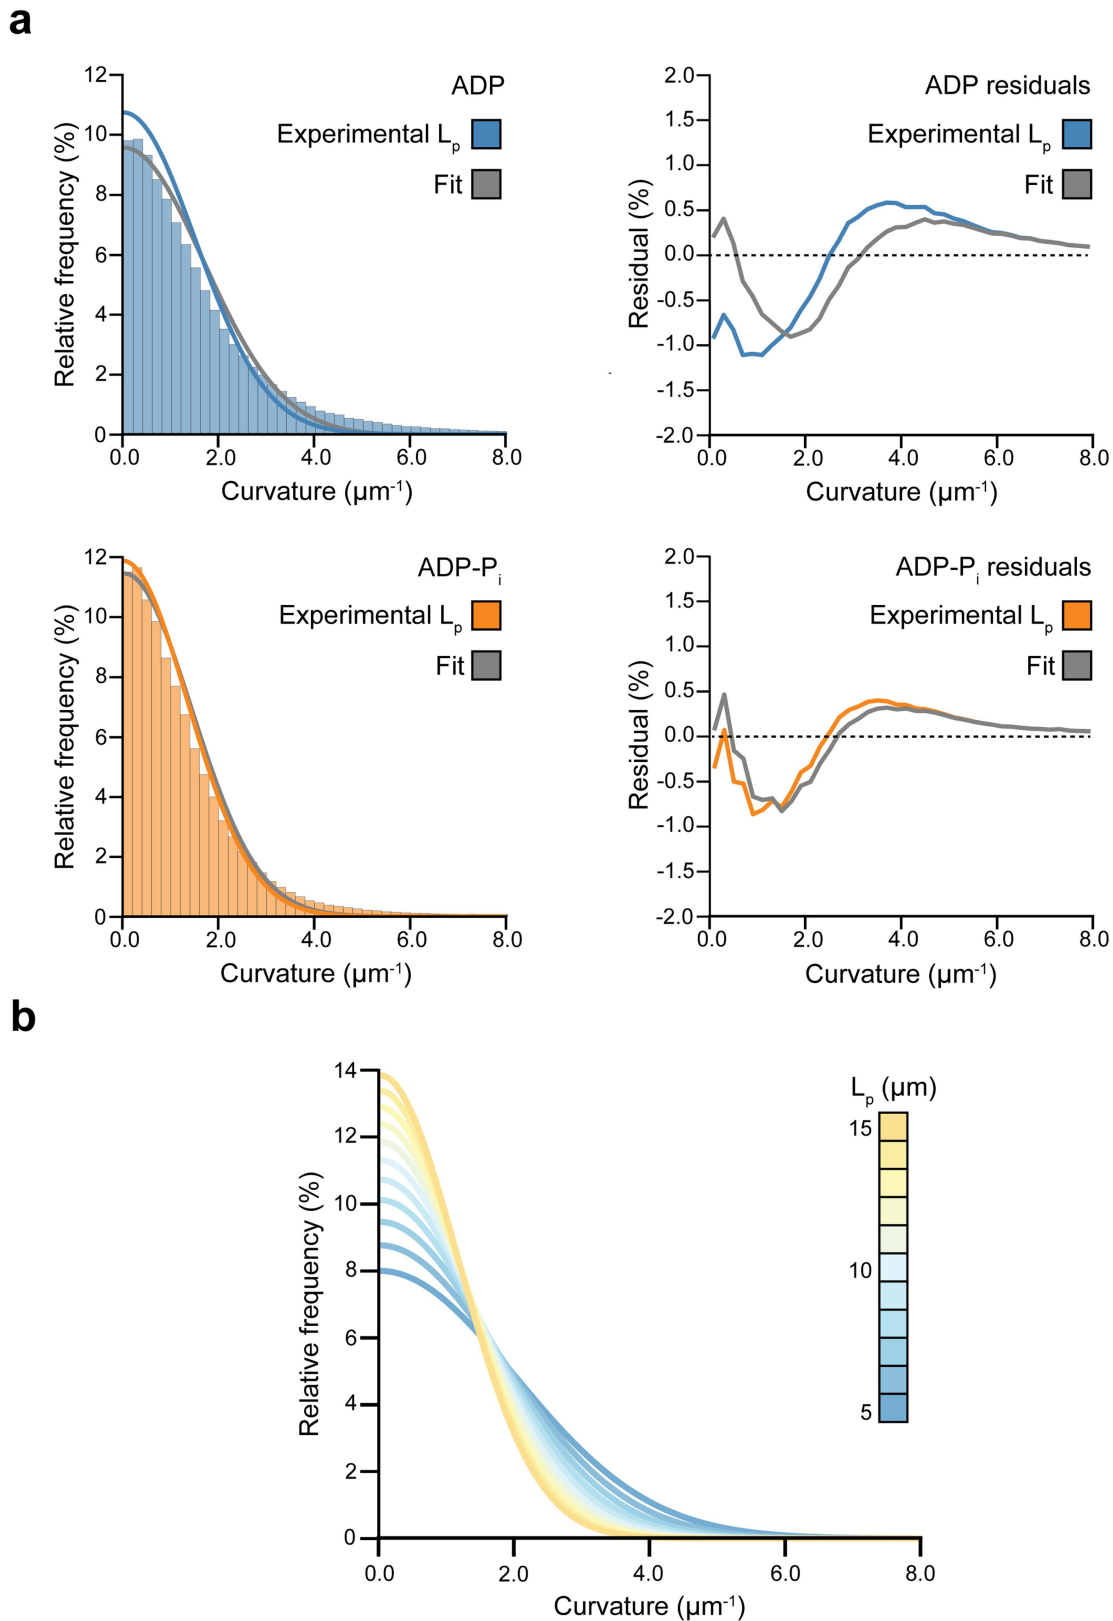 a
ADP
Experimental Lp
Fit
Relative frequency (%)
12
10
8
6
4
2
0
0.0 2.0 4.0 6.0 8.0
Curvature (µm-1)
ADP residuals
Experimental Lp
Fit
Residual (%)
2.0
1.5
1.0
0.5
0.0
-0.5
-1.0
-1.5
-2.0
0.0 2.0 4.0 6.0 8.0
Curvature (µm-1)
ADP-Pi
Experimental Lp
Fit
Relative frequency (%)
12
10
8
6
4
2
0
0.0 2.0 4.0 6.0 8.0
Curvature (µm-1)
ADP-Pi residuals
Experimental Lp
Fit
Residual (%)
2.0
1.5
1.0
0.5
0.0
-0.5
-1.0
-1.5
-2.0
0.0 2.0 4.0 6.0 8.0
Curvature (µm-1)
b
Relative frequency (%)
14
12
10
8
6
4
2
0
0.0 2.0 4.0 6.0 8.0
Curvature (µm-1)
Lp (µm)
15
10
5